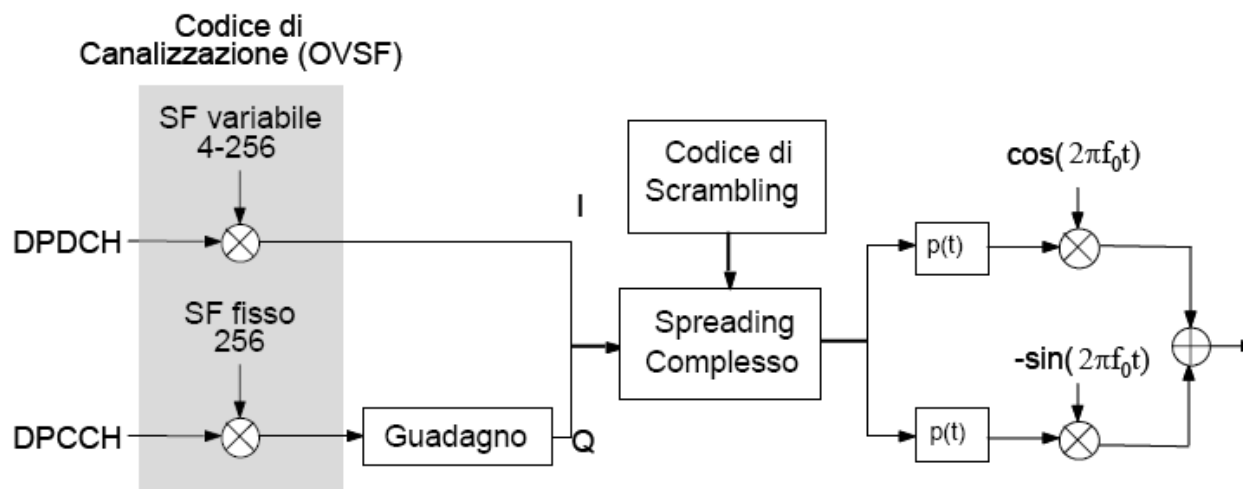 Codice di
Canalizzazione (OVSF)
SF variabile
4-256
DPDCH
SF fisso
256
DPCCH
Guadagno
I
Q
Codice di
Scrambling
Spreading
Complesso
p(t)
cos(2πf₀t)
p(t)
-sin(2πf₀t)